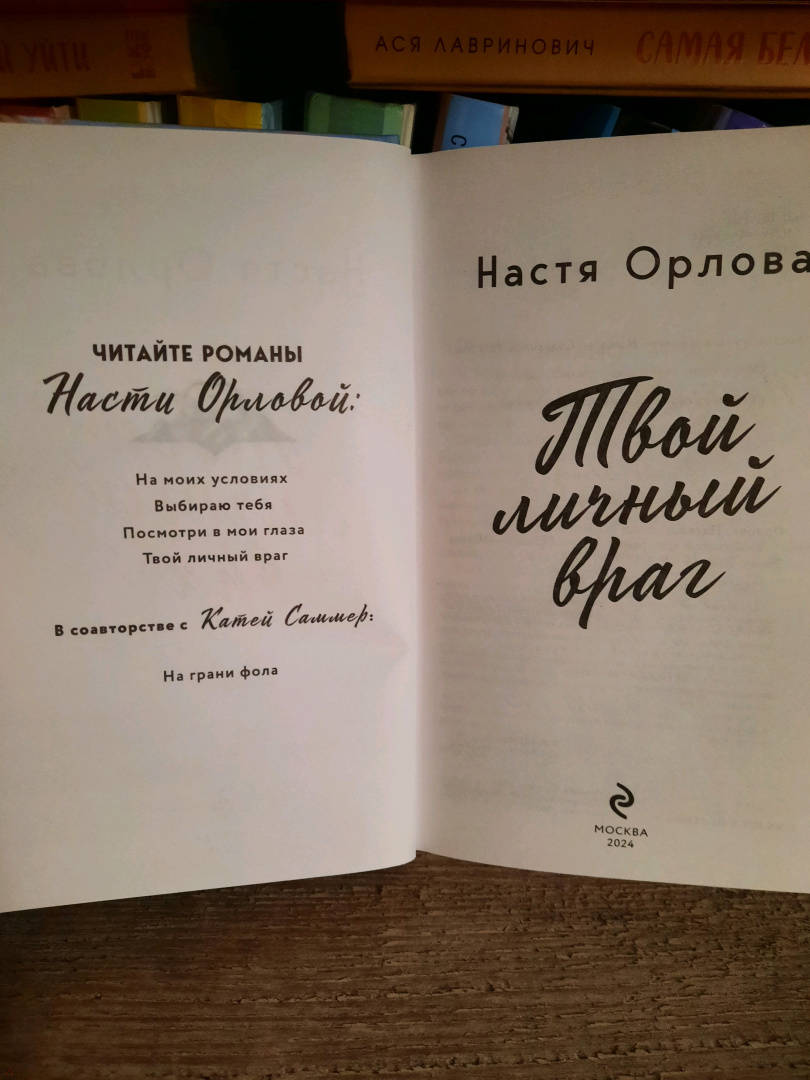 УЙТИ
АСЯ ЛАВРИНОВИЧ САМАЯ
С
ЧИТАЙТЕ РОМАНЫ
Насти Орловой:
На моих условиях
Выбираю тебя
Посмотри в мои глаза
Твой личный враг
В соавторстве с Катей Саммер:
На грани фола
Настя Орлова
Твой
личный
враг
МОСКВА
2024